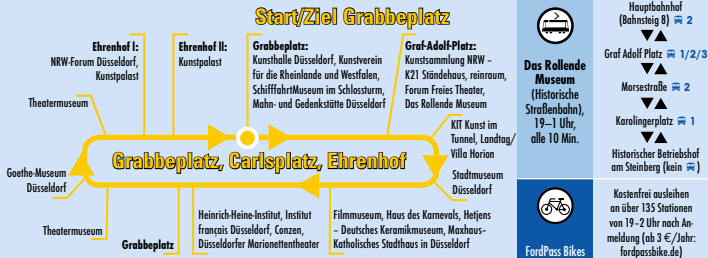 Start/Ziel Grabbeplatz
Ehrenhof I:
NRW-Forum Düsseldorf,
Kunstpalast
Ehrenhof II:
Kunstpalast
Grabbeplatz:
Kunsthalle Düsseldorf, Kunstverein
für die Rheinlande und Westfalen,
SchifffahrtMuseum im Schlossturm,
Mahn- und Gedenkstätte Düsseldorf
Graf-Adolf-Platz:
Kunstsammlung NRW –
K21 Ständehaus, reinraum,
Forum Freies Theater,
Das Rollende Museum
Theatermuseum
KIT Kunst im
Tunnel, Landtag/
Villa Horion
Grabbeplatz, Carlsplatz, Ehrenhof
Goethe-Museum
Düsseldorf
Stadtmuseum
Düsseldorf
Theatermuseum
Grabbeplatz
Heinrich-Heine-Institut, Institut
français Düsseldorf, Conzen,
Düsseldorfer Marionettentheater
Filmmuseum, Haus des Karnevals, Hetjens
– Deutsches Keramikmuseum, Maxhaus–
Katholisches Stadthaus in Düsseldorf
Das Rollende
Museum
(Historische
Straßenbahn),
19–1 Uhr,
alle 10 Min.
Hauptbahnhof
(Bahnsteig 8) 2
Graf Adolf Platz 1/2/3
Morsestraße 2
Karolingerplatz 1
Historischer Betriebshof
am Steinberg (kein )
FordPass Bikes
Kostenfrei ausleihen
an über 135 Stationen
von 19–2 Uhr nach An-
meldung (ab 3 €/Jahr:
fordpassbike.de)